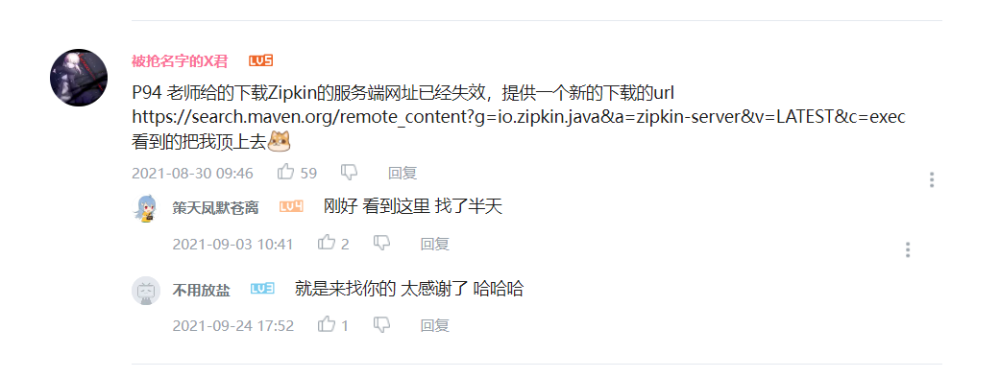 被抢名字的X君 LV5
P94 老师给的下载Zipkin的服务端网址已经失效，提供一个新的下载的url
https://search.maven.org/remote_content?g=io.zipkin.java&a=zipkin-server&v=LATEST&c=exec
看到的把我顶上去
2021-08-30 09:46 59 回复
策天凤默苍离 LV4 刚好 看到这里 找了半天
2021-09-03 10:41 2 回复
不用放盐 LV3 就是来找你的 太感谢了 哈哈哈
2021-09-24 17:52 1 回复